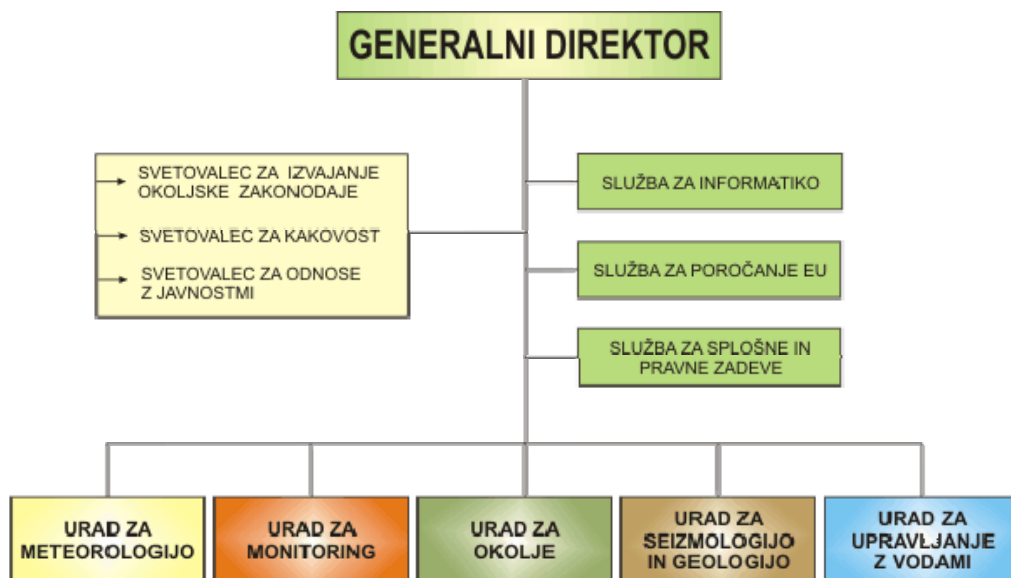 GENERALNI DIREKTOR
SVETOVALEC ZA IZVAJANJE
OKOLJSKE ZAKONODAJE
SVETOVALEC ZA KAKOVOST
SVETOVALEC ZA ODNOSE
Z JAVNOSTMI
SLUŽBA ZA INFORMATIKO
SLUŽBA ZA POROČANJE EU
SLUŽBA ZA SPLOŠNE IN
PRAVNE ZADEVE
URAD ZA
METEOROLOGIJO
URAD ZA
MONITORING
URAD ZA
OKOLJE
URAD ZA
SEIZMOLOGIJO
IN GEOLOGIJO
URAD ZA
UPRAVLJANJE
Z VODAMI